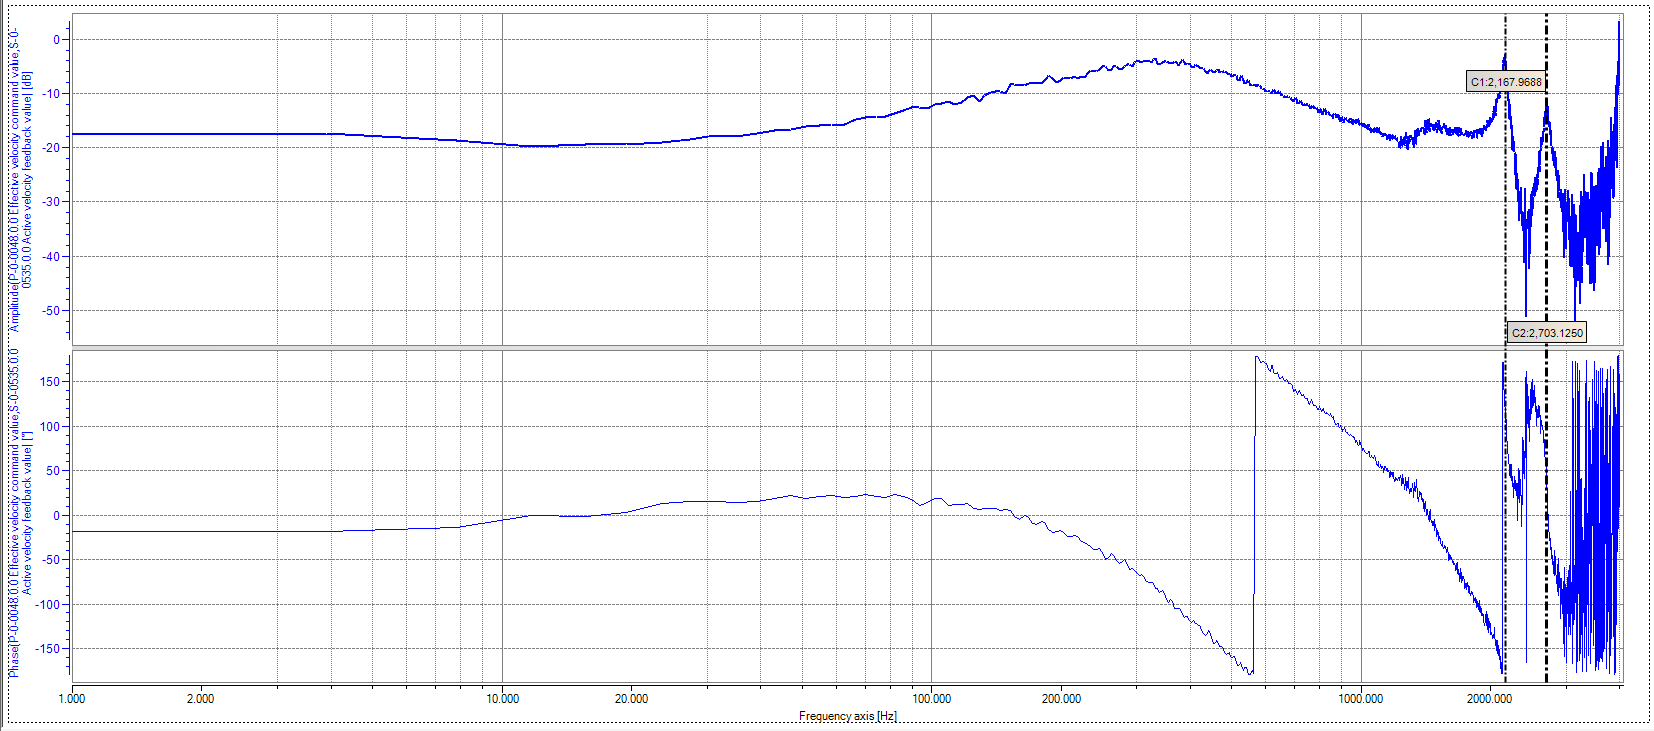 Amplitude(P-0-0048.0.0 Effective velocity command value,S-0-
0535.0.0 Active velocity feedback value) [dB]
0
-10
-20
-30
-40
-50
C1:2,167.9688
C2:2,703.1250
Phase(P-0-0048.0.0 Effective velocity command value,S-0-0535.0.0
Active velocity feedback value) [°]
150
100
50
0
-50
-100
-150
1.000 2.000 10.000 20.000 100.000 200.000 1000.000 2000.000
Frequency axis [Hz]